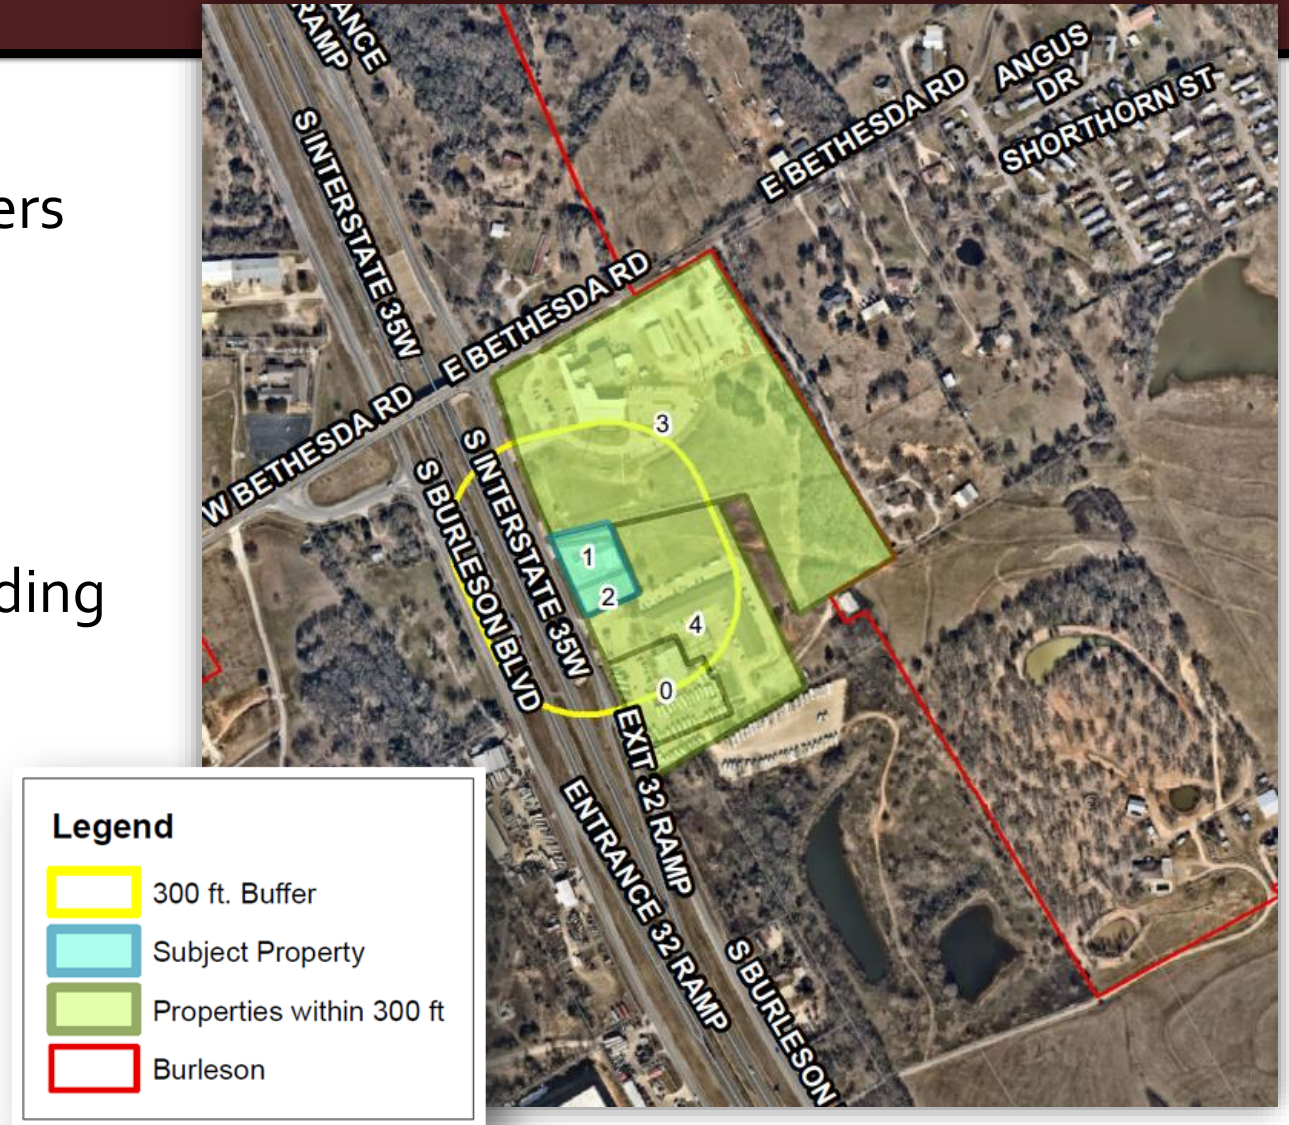 ers
ding
RAMP
ANCE
S INTERSTATE 35W
E BETHESDA RD
ANGUS
DR
SHORTHORN ST
E BETHESDA RD
W BETHESDA RD
S INTERSTATE 35W
S BURLESON BLVD
3
1
2
4
0
EXIT 32 RAMP
ENTRANCE 32 RAMP
S BURLESON
Legend
300 ft. Buffer
Subject Property
Properties within 300 ft
Burleson